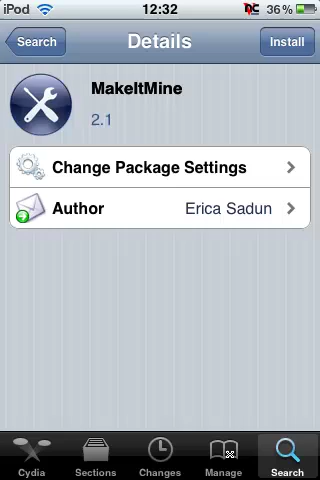 iPod 12:32 36%
Search Details Install
MakeItMine
2.1
Change Package Settings
Author Erica Sadun
Cydia Sections Changes Manage Search